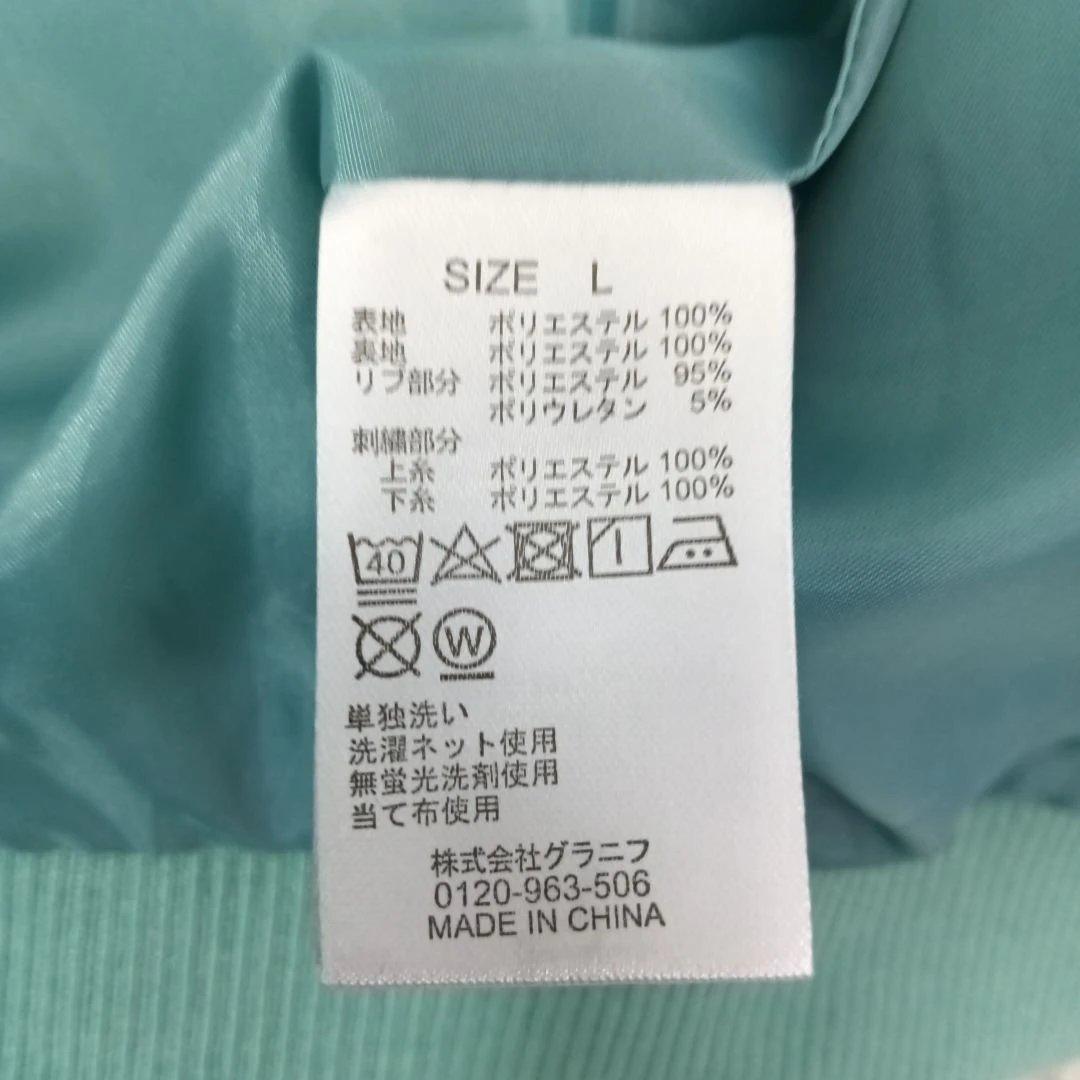 SIZE L
表地 ポリエステル 100%
裏地 ポリエステル 100%
リブ部分 ポリエステル 95%
ポリウレタン 5%
刺繍部分
上糸 ポリエステル 100%
下糸 ポリエステル 100%
40
W
単独洗い
洗濯ネット使用
無蛍光洗剤使用
当て布使用
株式会社グラニフ
0120-963-506
MADE IN CHINA